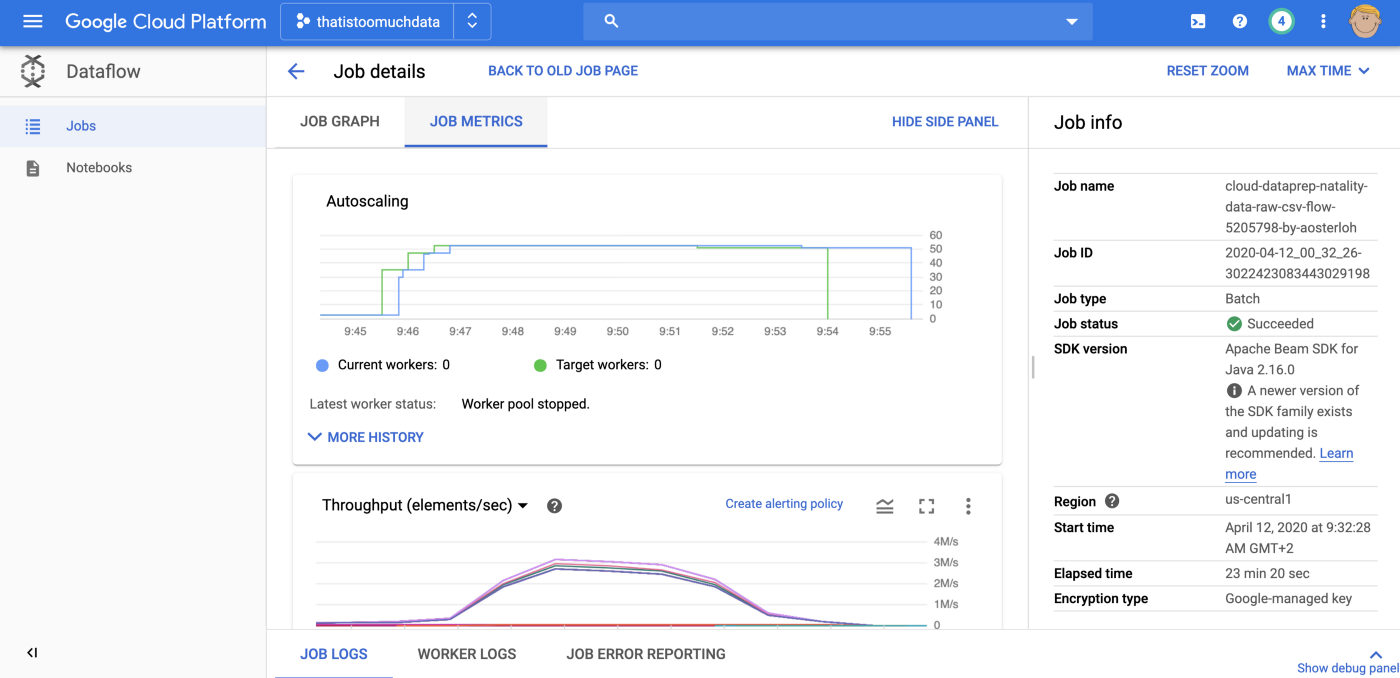 Google Cloud Platform
thatistoomuchdata
4
Dataflow
Jobs
Notebooks
Job details
BACK TO OLD JOB PAGE
RESET ZOOM
MAX TIME
JOB GRAPH
JOB METRICS
HIDE SIDE PANEL
Autoscaling
60
50
40
30
20
10
0
9:45 9:46 9:47 9:48 9:49 9:50 9:51 9:52 9:53 9:54 9:55
Current workers: 0
Target workers: 0
Latest worker status: Worker pool stopped.
MORE HISTORY
Throughput (elements/sec)
Create alerting policy
4M/s
3M/s
2M/s
1M/s
0
Job info
Job name cloud-dataprep-natality-
data-raw-csv-flow-
5205798-by-aosterloh
Job ID 2020-04-12_00_32_26-
3022423083443029198
Job type Batch
Job status Succeeded
SDK version Apache Beam SDK for
Java 2.16.0
A newer version of
the SDK family exists
and updating is
recommended. Learn
more
Region us-central1
Start time April 12, 2020 at 9:32:28
AM GMT+2
Elapsed time 23 min 20 sec
Encryption type Google-managed key
JOB LOGS
WORKER LOGS
JOB ERROR REPORTING
Show debug panel